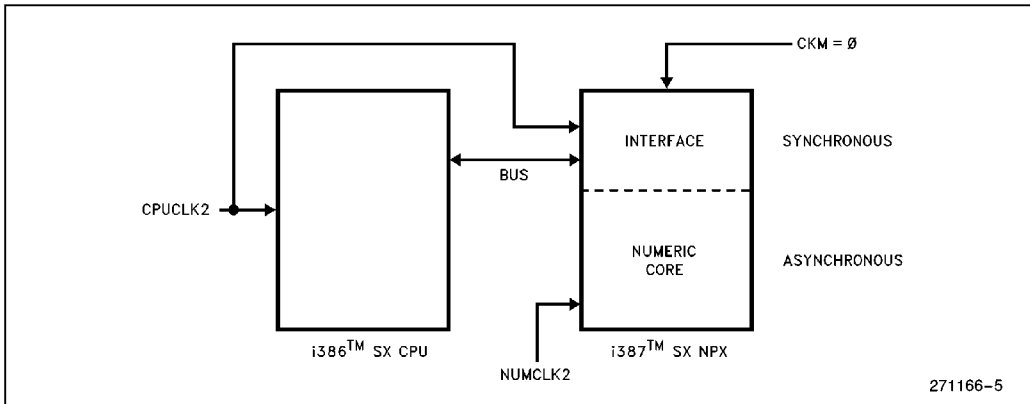 CKM = Ø
INTERFACE
SYNCHRONOUS
BUS
CPUCLK2
NUMERIC
CORE
ASYNCHRONOUS
i386™ SX CPU
i387™ SX NPX
NUMCLK2
271166-5